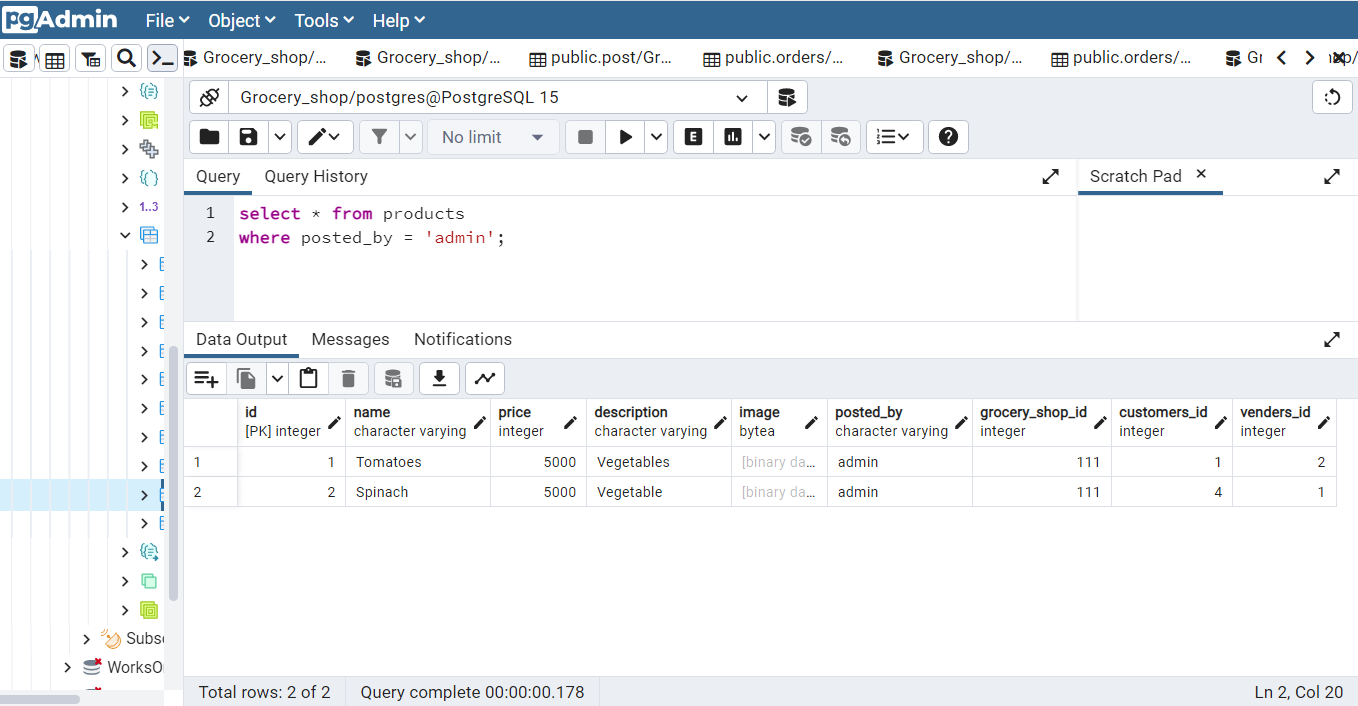 pgAdmin File Object Tools Help
Grocery_shop/... Grocery_shop/... public.post/Gr... public.orders/... Grocery_shop/... public.orders/... Gr
Grocery_shop/postgres@PostgreSQL 15
No limit E
Query Query History Scratch Pad
1 select * from products
2 where posted_by = 'admin';
Data Output Messages Notifications
id name price description image posted_by grocery_shop_id customers_id venders_id
[PK] integer character varying integer character varying bytea character varying integer integer integer
1 1 Tomatoes 5000 Vegetables [binary da... admin 111 1 2
2 2 Spinach 5000 Vegetable [binary da... admin 111 4 1
1..3
Subsc
WorksO
Total rows: 2 of 2 Query complete 00:00:00.178 Ln 2, Col 20